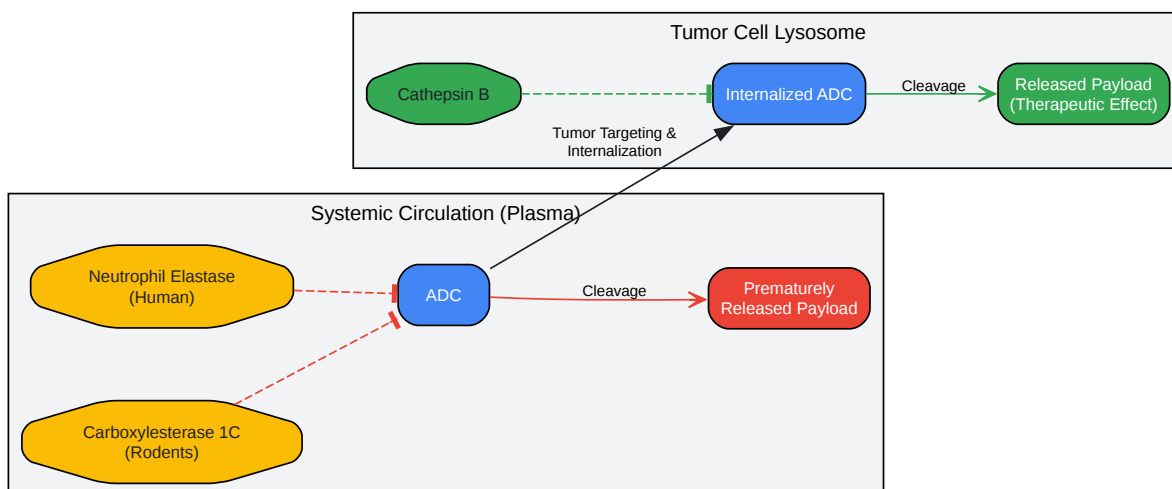 Tumor Cell Lysosome
Cathepsin B
Internalized ADC
Cleavage
Released Payload
(Therapeutic Effect)
Tumor Targeting &
Internalization
Systemic Circulation (Plasma)
Neutrophil Elastase
(Human)
ADC
Cleavage
Prematurely
Released Payload
Carboxylesterase 1C
(Rodents)